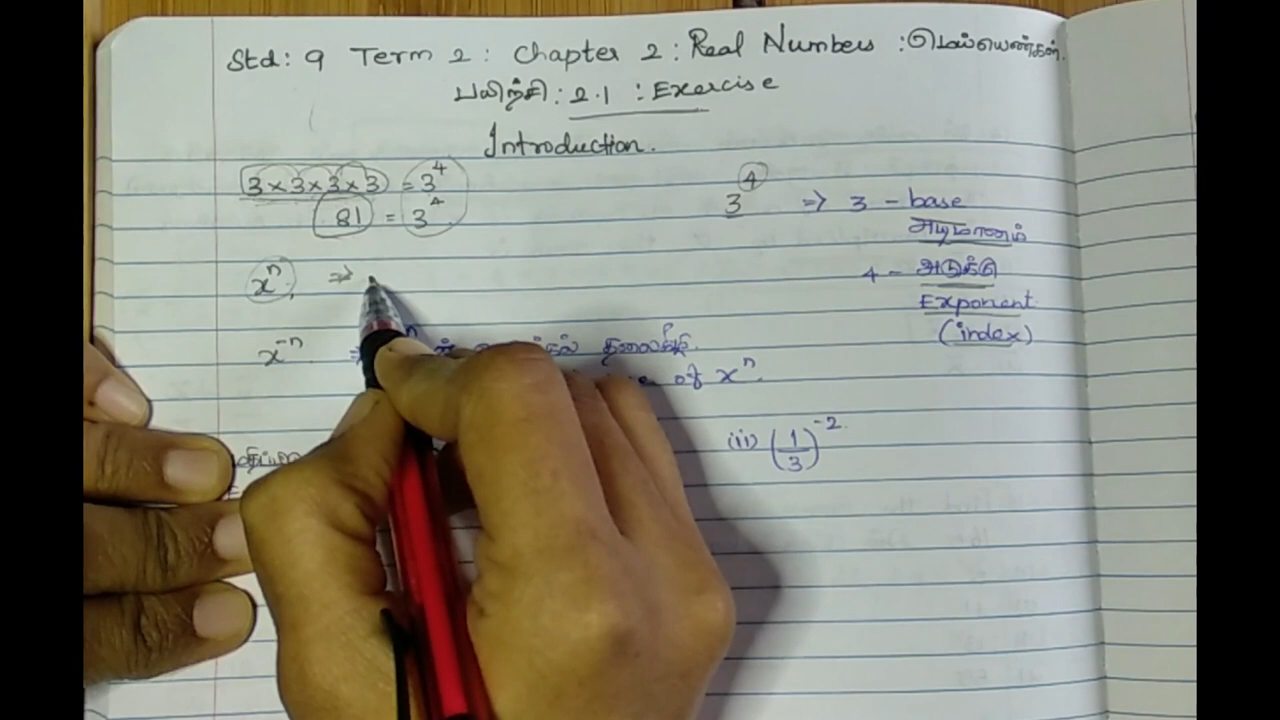 Std: 9 Term 2 : Chapter 2 : Real Numbers : மெய்யெண்கள்.
பயிற்சி : 2.1 : Exercise
Introduction.
3 × 3 × 3 × 3 = 3⁴
81 = 3⁴
3⁴ ⇒ 3 - base
அடிமானம்
4 - அடுக்கு
Exponent
(index)
xⁿ, ⇒
x⁻ⁿ. தலைகீழி.
of xⁿ.
(ii) (1/3)⁻².